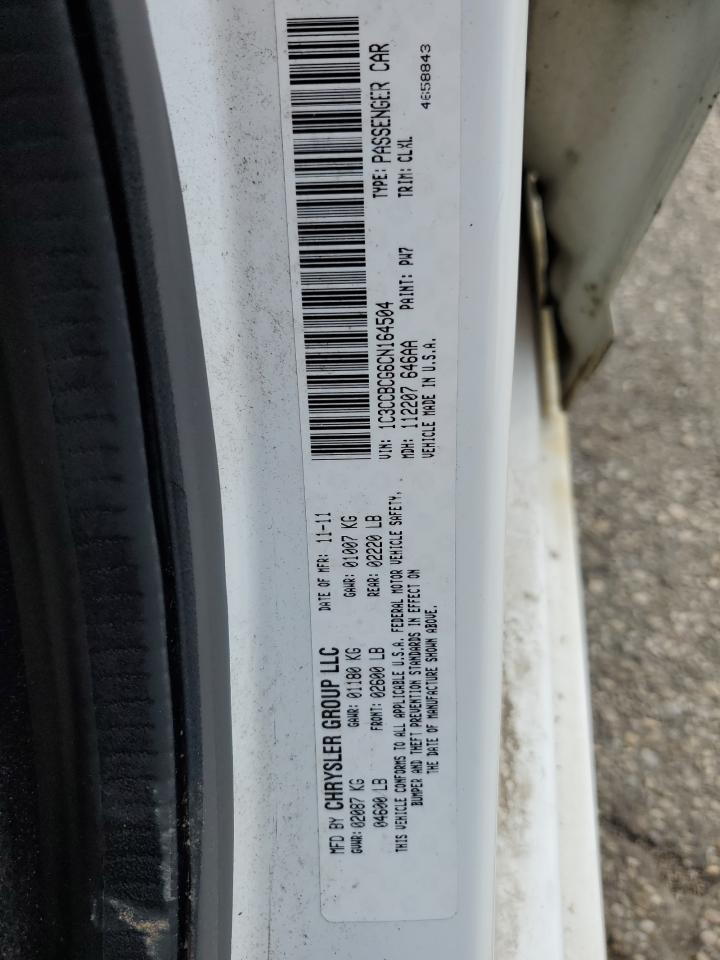 MFD BY CHRYSLER GROUP LLC DATE OF MFR: 11-11
GVWR: 02087 KG GAWR: 01180 KG GAWR: 01007 KG
04600 LB FRONT: 02600 LB REAR: 02220 LB
THIS VEHICLE CONFORMS TO ALL APPLICABLE U.S.A. FEDERAL MOTOR VEHICLE SAFETY,
BUMPER AND THEFT PREVENTION STANDARDS IN EFFECT ON
THE DATE OF MANUFACTURE SHOWN ABOVE.
VIN: 1C3CCBCG6CN164504 TYPE: PASSENGER CAR
MDH: 112207 646AA PAINT: PW7 TRIM: CLXL
VEHICLE MADE IN U.S.A. 4658843